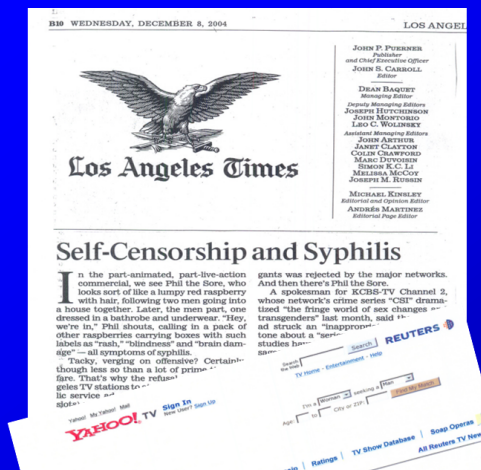 B10 WEDNESDAY, DECEMBER 8, 2004
LOS ANGEL
JOHN P. PUERNER
Publisher
and Chief Executive Officer
JOHN S. CARROLL
Editor
DEAN BAQUET
Managing Editor
Deputy Managing Editors
JOSEPH HUTCHINSON
JOHN MONTORIO
LEO C. WOLINSKY
Assistant Managing Editors
JOHN ARTHUR
JANET CLAYTON
COLIN CRAWFORD
MARC DUVOISIN
SIMON K.C. LI
MELISSA MCCOY
JOSEPH M. RUSSIN
MICHAEL KINSLEY
Editorial and Opinion Editor
ANDRÉS MARTINEZ
Editorial Page Editor
Los Angeles Times
Self-Censorship and Syphilis
In the part-animated, part-live-action
commercial, we see Phil the Sore, who
looks sort of like a lumpy red raspberry
with hair, following two men going into
a house together. Later, the men part, one
dressed in a bathrobe and underwear. "Hey,
we're in," Phil shouts, calling in a pack of
other raspberries carrying boxes with such
labels as "rash," "blindness" and "brain dam-
age" — all symptoms of syphilis.
Tacky, verging on offensive? Certainly
though less so than a lot of prime
fare. That's why the refusal
geles TV stations to
lic service
gants was rejected by the major networks.
And then there's Phil the Sore.
A spokesman for KCBS-TV Channel 2,
whose network's crime series "CSI" drama-
tized "the fringe world of sex changes
transgenders" last month, said
ad struck an
tone about a
studies
Yahoo! My Yahoo! Mail
YAHOO! TV Sign In
New User? Sign Up
Search
the Web
Search
REUTERS
TV Home - Entertainment - Help
I'm a Woman seeking a Man
Age: to City or ZIP: Find My Match
Ratings | TV Show Database | Soap Operas
All Reuters TV New